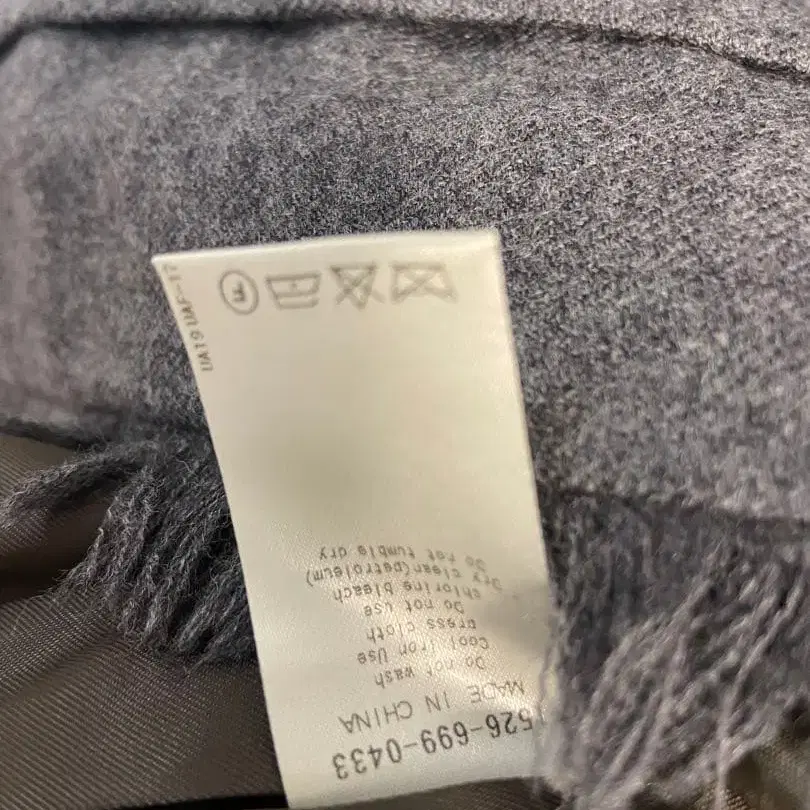 1526-699-0433
MADE IN CHINA
Do not wash
Cool iron Use
press cloth
Do not use
chlorine bleach
Dry clean(petroleum)
Do not tumble dry
F
UA19 UAF-17